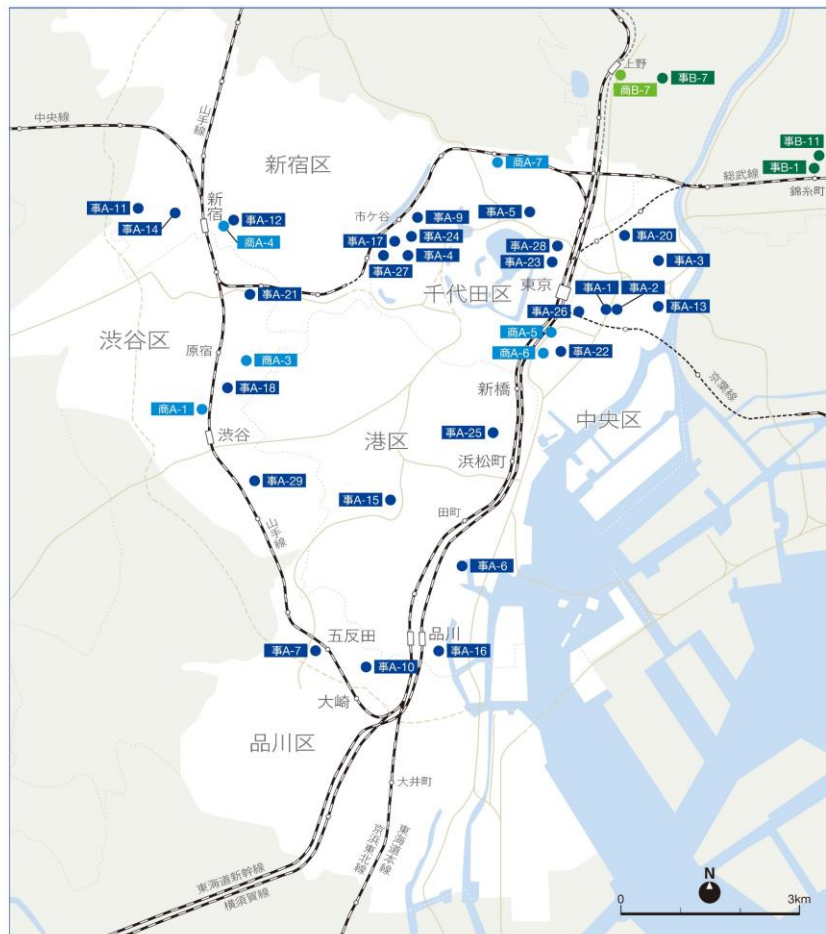 上野
商B-7
事B-7
中央線
山手線
新宿区
商A-7
事B-11
事B-1
総武線
錦糸町
事A-11
事A-14
新宿
事A-12
商A-4
市ケ谷
事A-9
事A-5
事A-17
事A-24
事A-28
事A-20
事A-27
事A-4
事A-23
事A-3
千代田区
東京
事A-1
事A-2
事A-13
事A-21
事A-26
渋谷区
原宿
商A-3
商A-5
商A-6
事A-22
京葉線
事A-18
新橋
商A-1
渋谷
港区
事A-25
中央区
浜松町
事A-29
事A-15
田町
山手線
事A-6
五反田
品川
事A-7
事A-10
事A-16
大崎
品川区
大井町
東海道新幹線
横須賀線
京浜東北線
東海道本線
N
0
3km